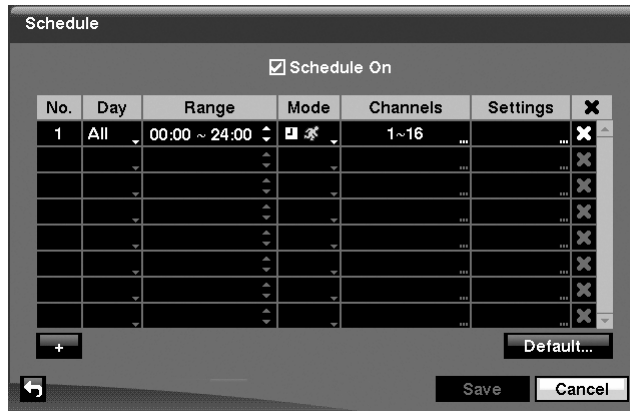 Schedule
Schedule On
No. Day Range Mode Channels Settings
1 All 00:00 ~ 24:00 1~16 ...
+ Default...
Save Cancel